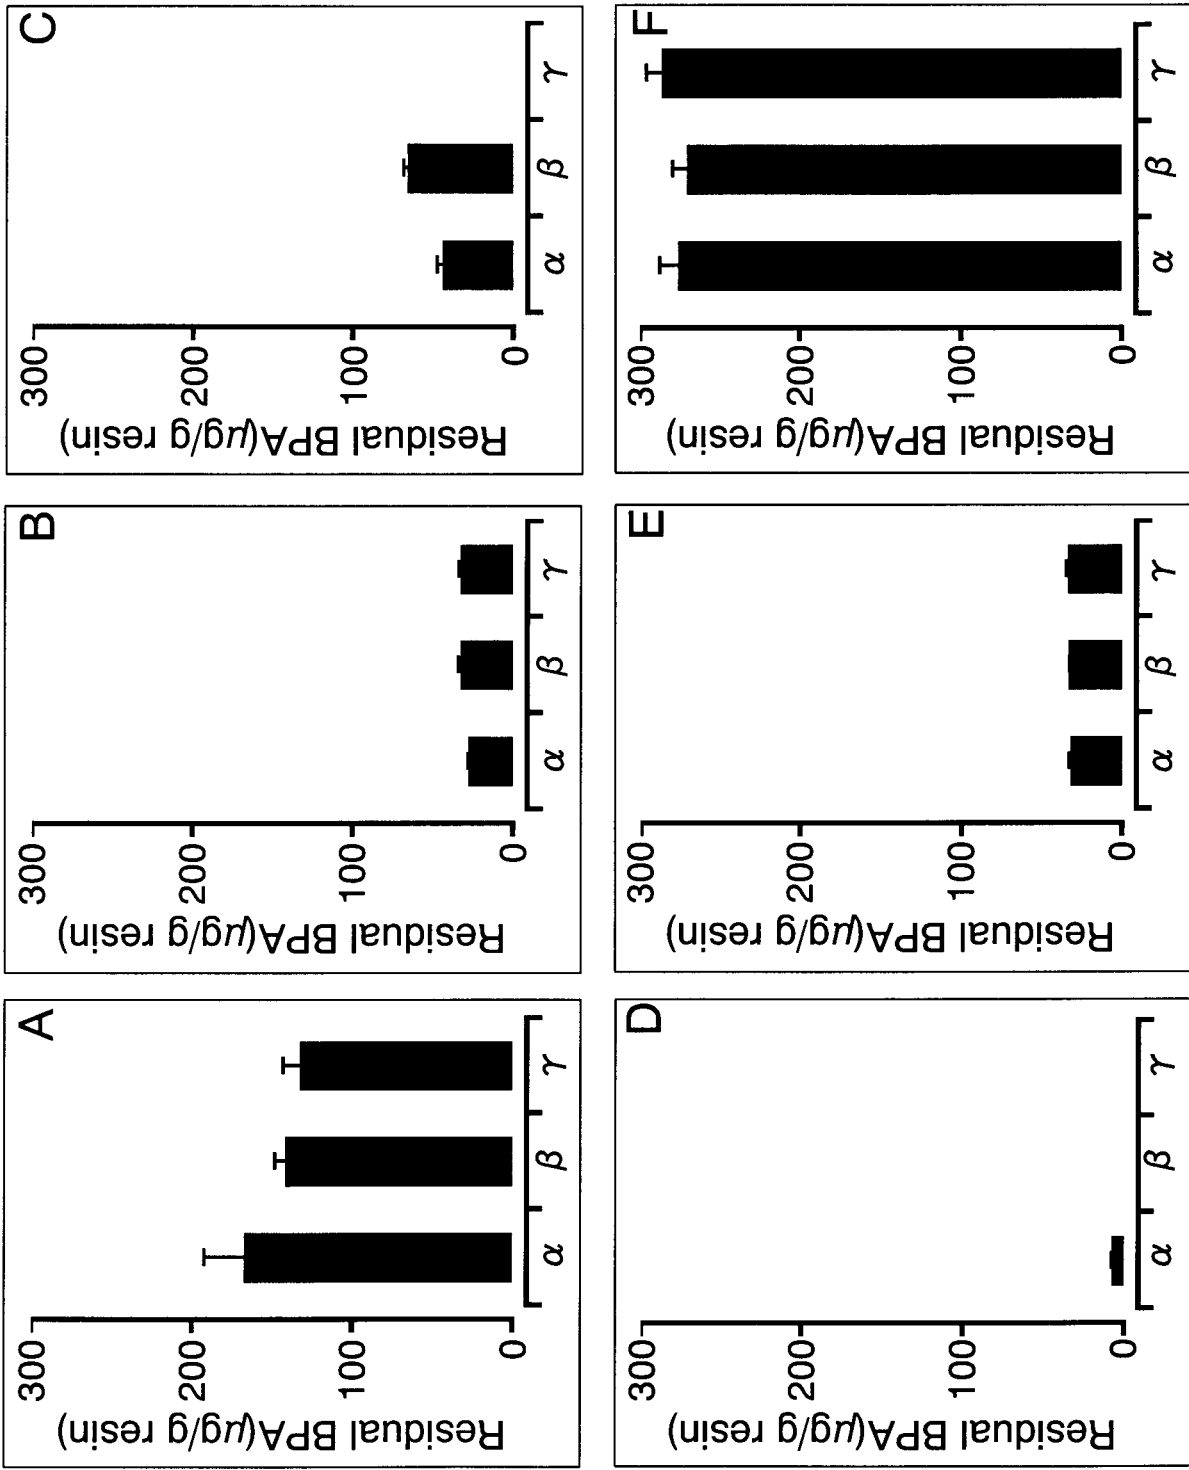 A
Residual BPA(μg/g resin)
300
200
100
0
α β γ
B
Residual BPA(μg/g resin)
300
200
100
0
α β γ
C
Residual BPA(μg/g resin)
300
200
100
0
α β γ
D
Residual BPA(μg/g resin)
300
200
100
0
α β γ
E
Residual BPA(μg/g resin)
300
200
100
0
α β γ
F
Residual BPA(μg/g resin)
300
200
100
0
α β γ